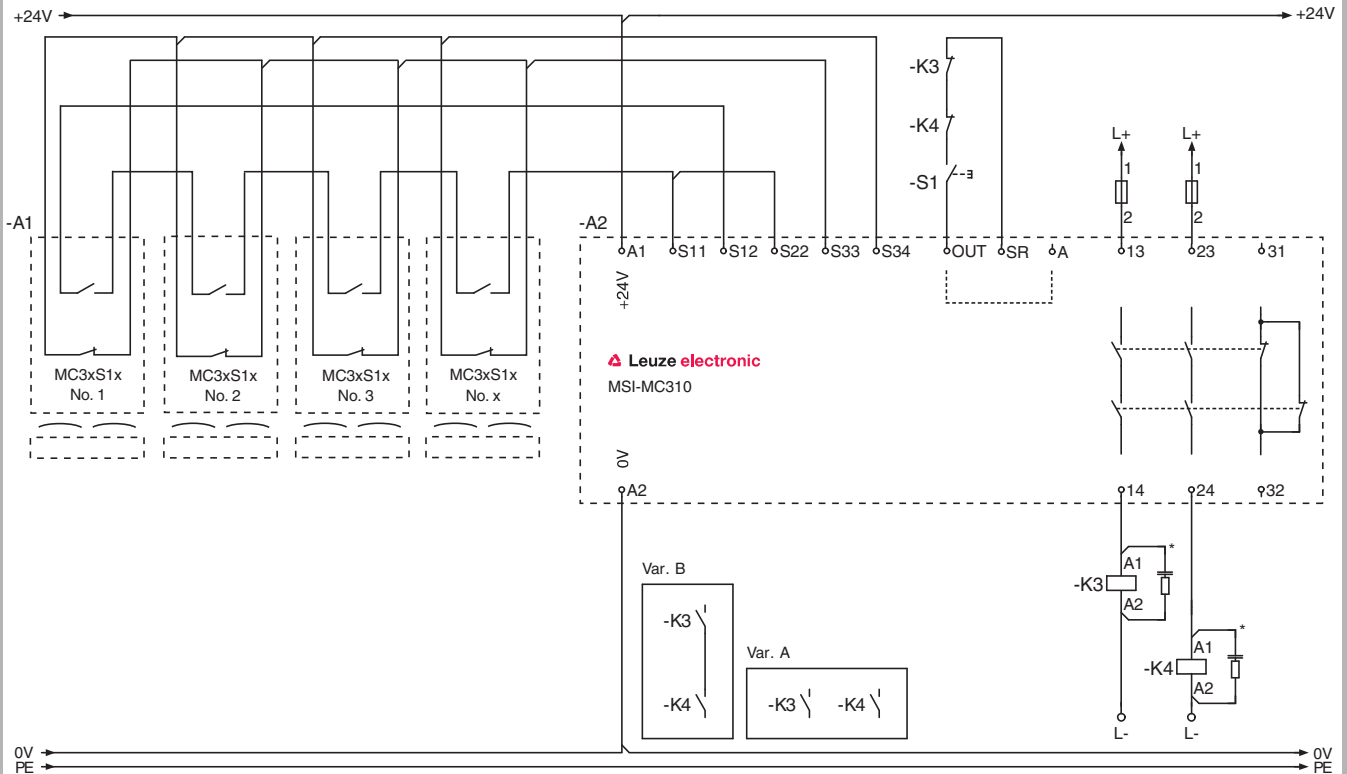 +24V
+24V
-K3
-K4
-S1
L+
L+
1
1
2
2
-A1
-A2
A1
S11
S12
S22
S33
S34
OUT
SR
A
13
23
31
+24V
Leuze electronic
MSI-MC310
MC3xS1x
No. 1
MC3xS1x
No. 2
MC3xS1x
No. 3
MC3xS1x
No. x
0V
A2
14
24
32
Var. B
-K3
-K4
Var. A
-K3
-K4
*
A1
-K3
A2
*
A1
-K4
A2
L-
L-
0V
0V
PE
PE